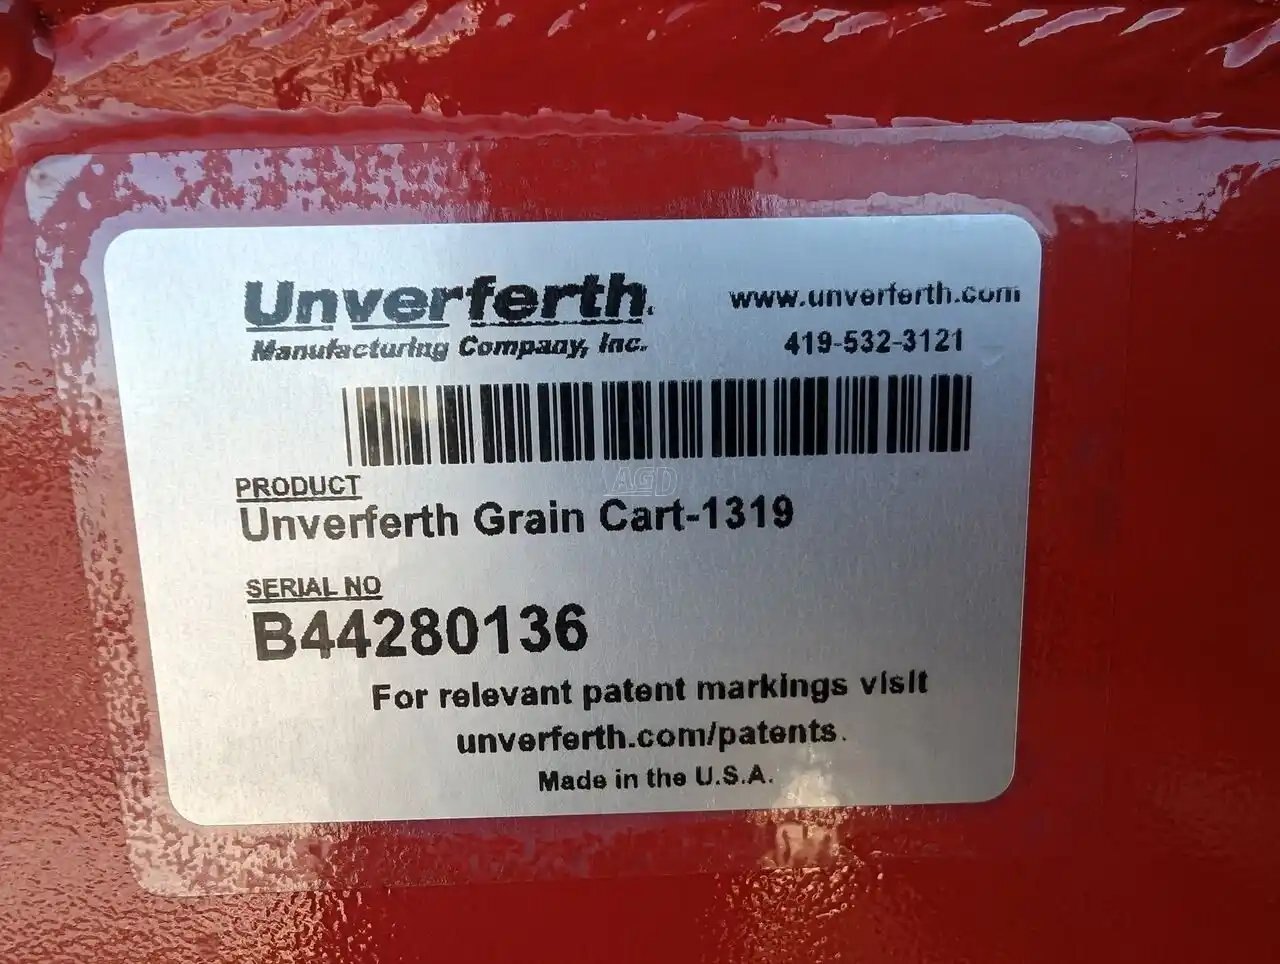 Unverferth
www.unverferth.com
Manufacturing Company, Inc.
419-532-3121
AGD
PRODUCT
Unverferth Grain Cart-1319
SERIAL NO
B44280136
For relevant patent markings visit
unverferth.com/patents.
Made in the U.S.A.